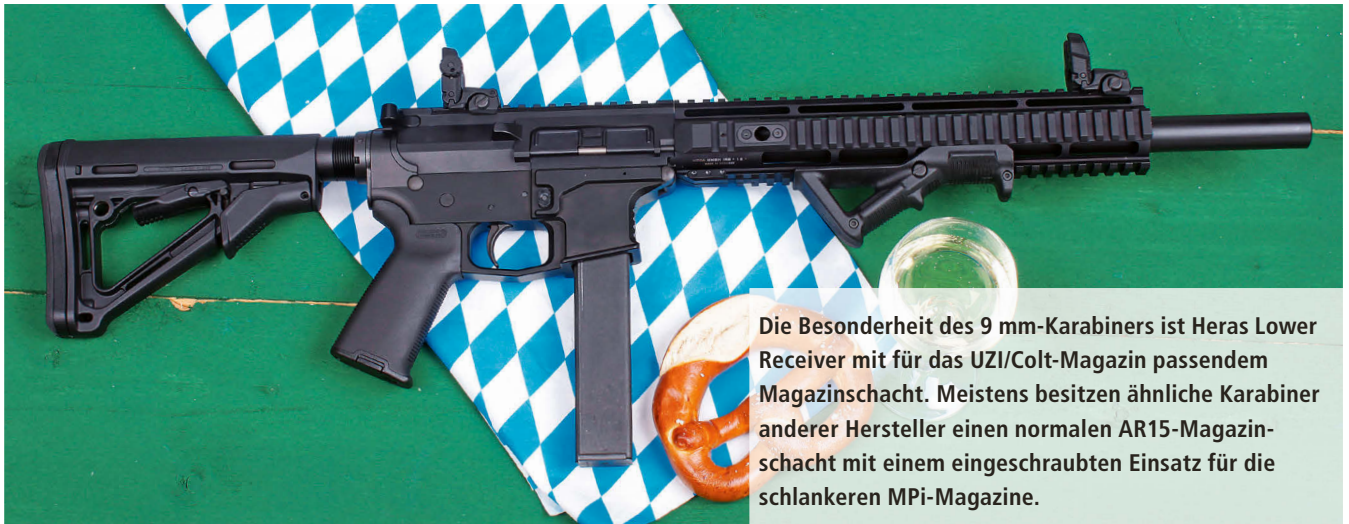 Die Besonderheit des 9 mm-Karabiners ist Heras Lower
Receiver mit für das UZI/Colt-Magazin passendem
Magazinschacht. Meistens besitzen ähnliche Karabiner
anderer Hersteller einen normalen AR15-Magazin-
schacht mit einem eingeschraubten Einsatz für die
schlankeren MPi-Magazine.